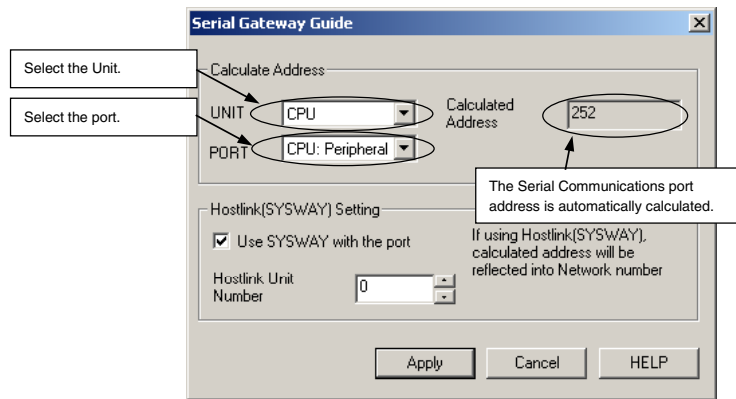 Serial Gateway Guide
Select the Unit.
Calculate Address
Select the port.
UNIT
CPU
Calculated
Address
252
PORT
CPU: Peripheral
The Serial Communications port
address is automatically calculated.
Hostlink(SYSWAY) Setting
Use SYSWAY with the port
If using Hostlink(SYSWAY),
calculated address will be
reflected into Network number
Hostlink Unit
Number
0
Apply
Cancel
HELP